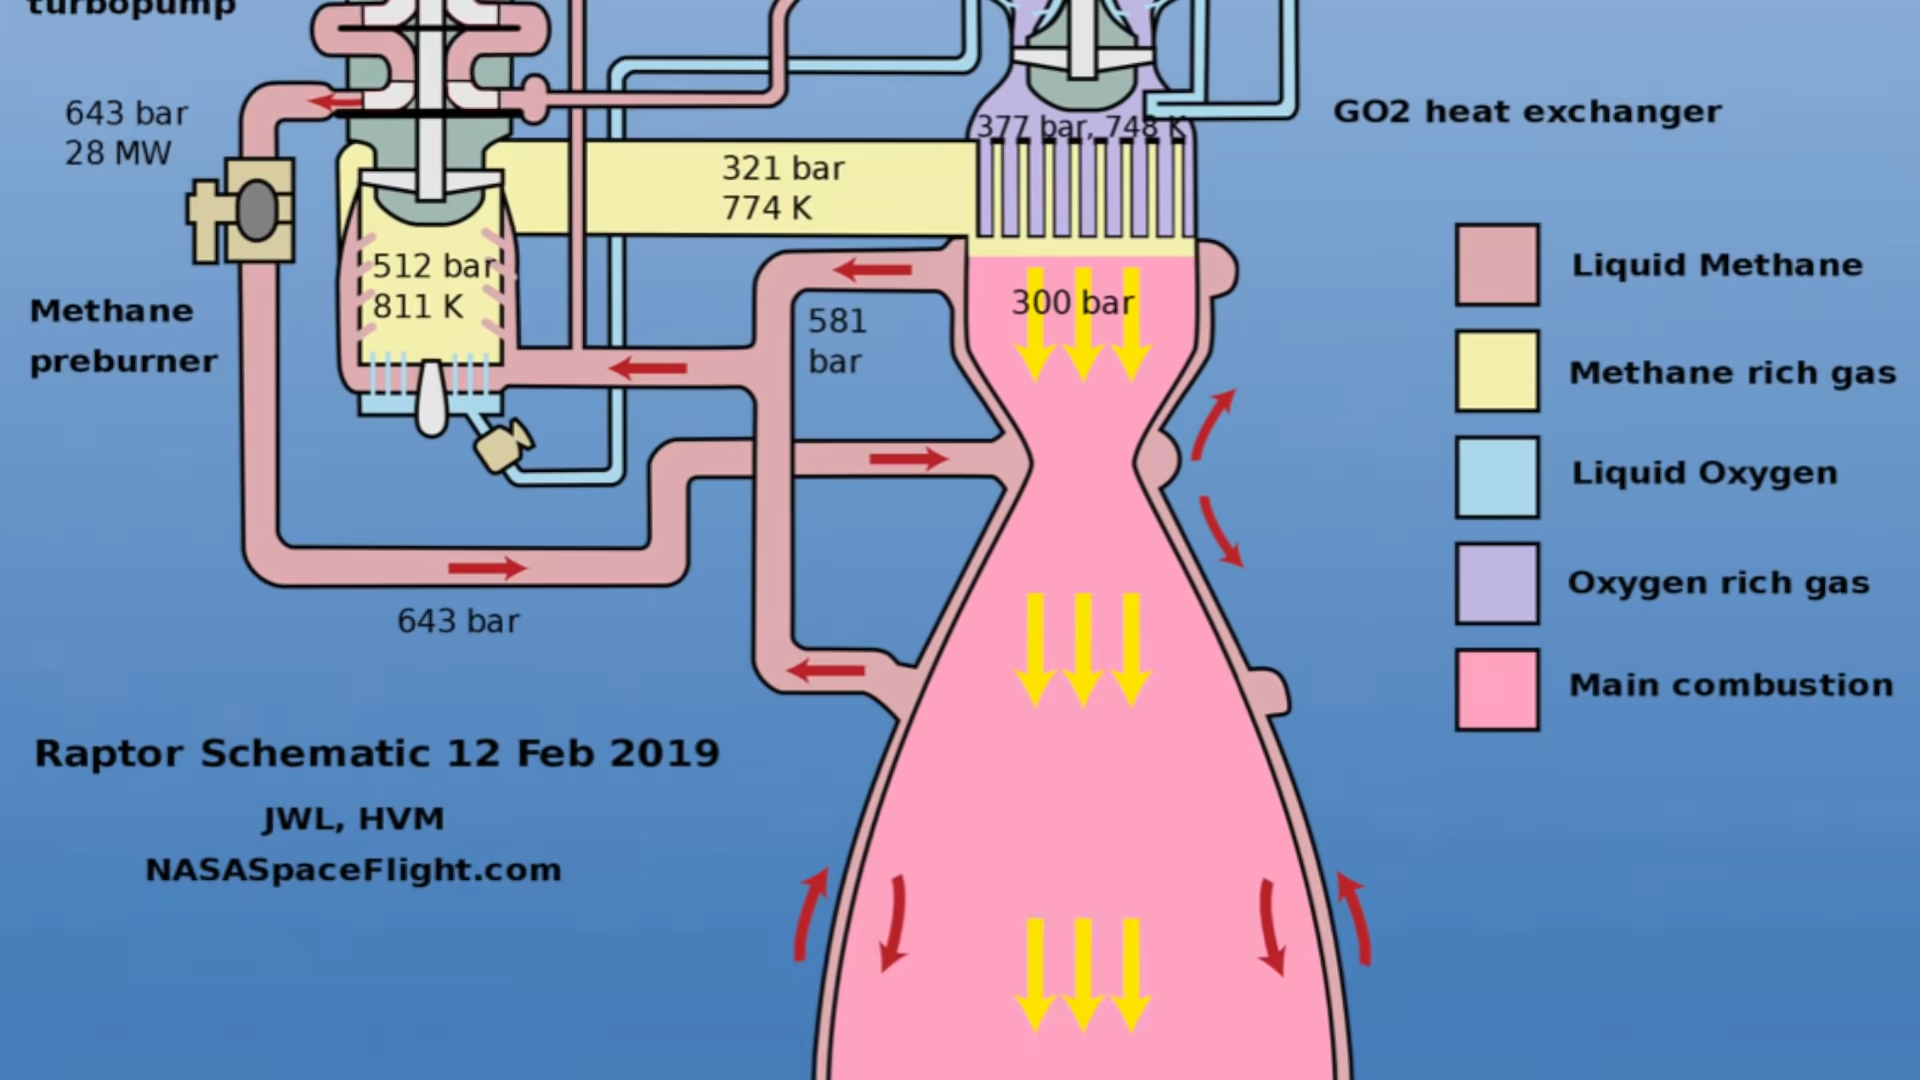 turbopump
643 bar
28 MW
377 bar, 748 K
GO2 heat exchanger
321 bar
774 K
512 bar
811 K
300 bar
581
bar
Methane
preburner
643 bar
Liquid Methane
Methane rich gas
Liquid Oxygen
Oxygen rich gas
Main combustion
Raptor Schematic 12 Feb 2019
JWL, HVM
NASASpaceFlight.com